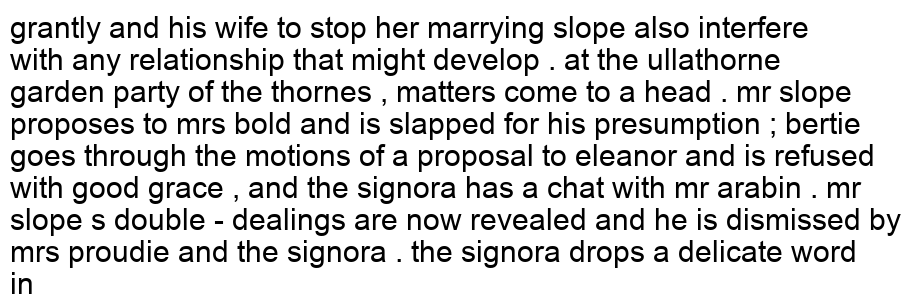 grantly and his wife to stop her marrying slope also interfere
with any relationship that might develop . at the ullathorne
garden party of the thornes , matters come to a head . mr slope
proposes to mrs bold and is slapped for his presumption ; bertie
goes through the motions of a proposal to eleanor and is refused
with good grace , and the signora has a chat with mr arabin . mr
slope s double - dealings are now revealed and he is dismissed by
mrs proudie and the signora . the signora drops a delicate word
in